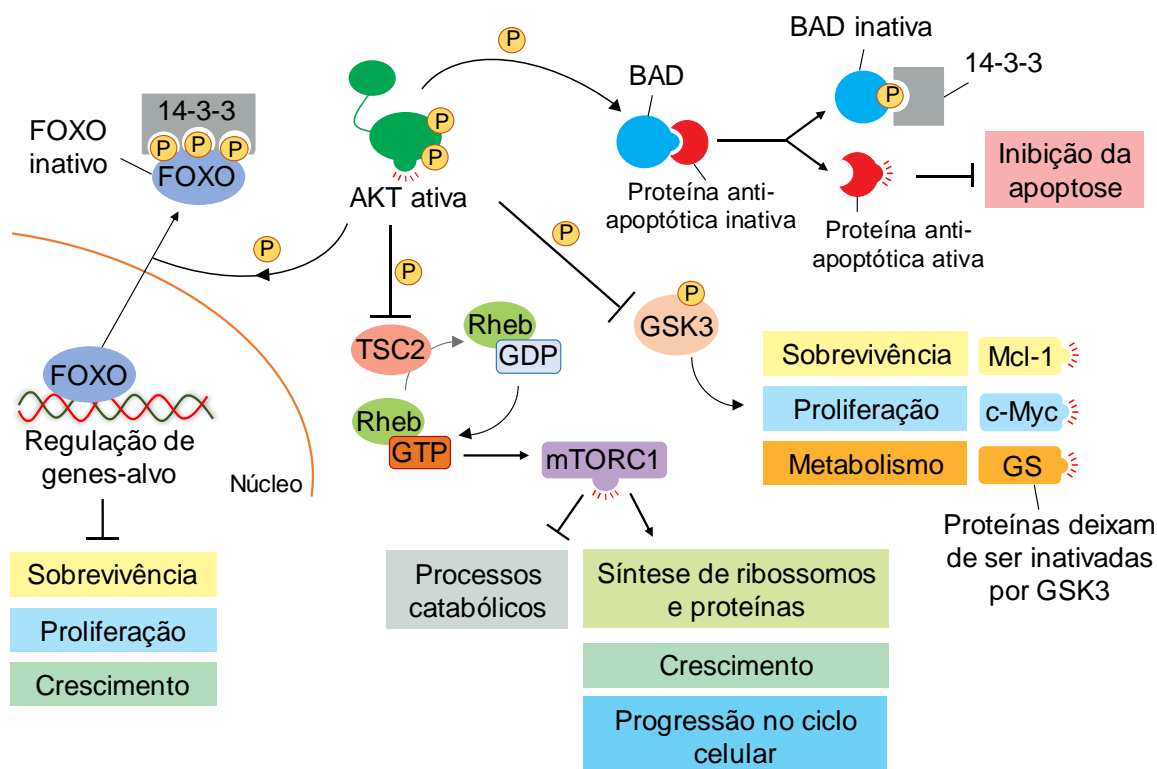 P
BAD inativa
14-3-3
P
BAD
14-3-3
P P P
FOXO
FOXO
inativo
P
P
AKT ativa
Proteína anti-
apoptótica inativa
Proteína anti-
apoptótica ativa
Inibição da
apoptose
P
P
P
P
GSK3
TSC2
Rheb
GDP
Rheb
GTP
mTORC1
FOXO
Regulação de
genes-alvo
Núcleo
Sobrevivência
Mcl-1
Proliferação
c-Myc
Metabolismo
GS
Proteínas deixam
de ser inativadas
por GSK3
Sobrevivência
Proliferação
Crescimento
Processos
catabólicos
Síntese de ribossomos
e proteínas
Crescimento
Progressão no ciclo
celular